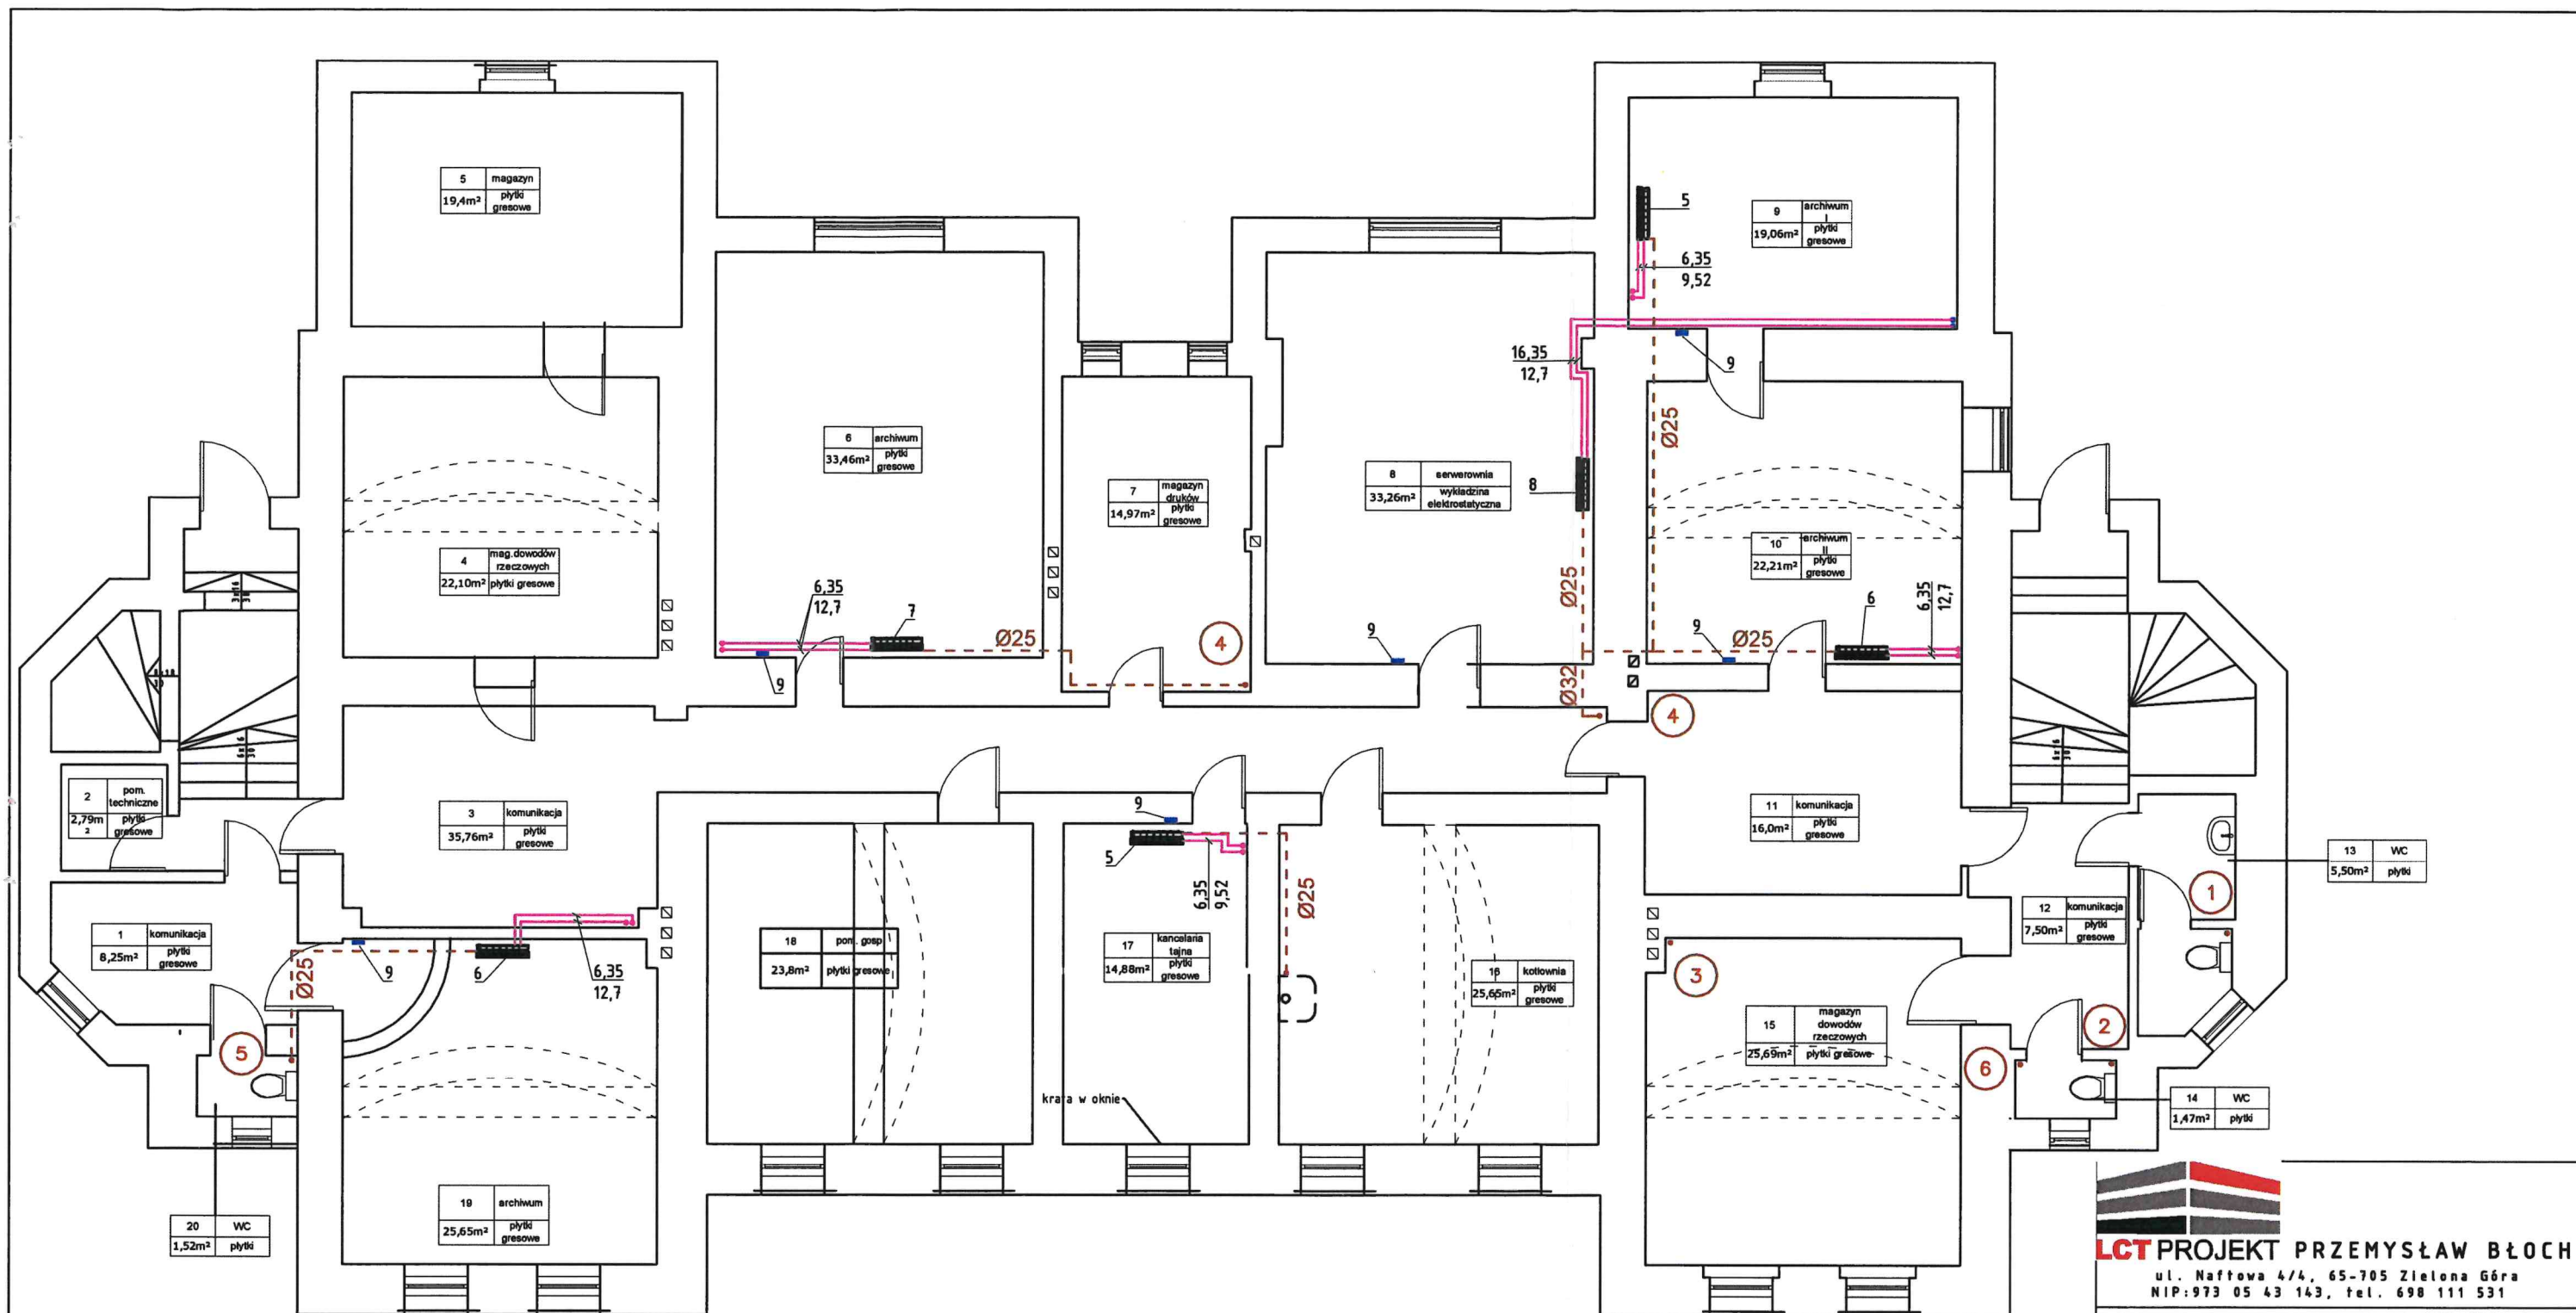 5 magazyn
19,4m² płytki
gresowe
5
9 archiwum
I
19,06m² płytki
gresowe
6,35
9,52
16,35
12,7
9
Ø25
6 archiwum
33,46m² płytki
gresowe
8 serwerownia
33,26m² wykładzina
elektrostatyczna
8
7 magazyn
druków
14,97m² płytki
gresowe
4 mag.dowodów
rzeczowych
22,10m² płytki gresowe
10 archiwum
II
22,21m² płytki
gresowe
3x16
30
6,35
12,7
7
Ø25
4
9
Ø25
9
9
Ø25
6
6,35
12,7
9
Ø32
4
6x16
30
6x16
30
2 pom.
techniczne
2,79m
2
płytki
gresowe
3 komunikacja
35,76m² płytki
gresowe
9
5
6,35
9,52
Ø25
11 komunikacja
16,0m² płytki
gresowe
13 WC
5,50m² płytki
1
1 komunikacja
8,25m² płytki
gresowe
12 komunikacja
7,50m² płytki
gresowe
18 pom. gosp
23,8m² płytki gresowe
17 kancelaria
tajna
14,88m² płytki
gresowe
16 kotłownia
25,65m² płytki
gresowe
Ø25
9
6
6,35
12,7
3
15 magazyn
dowodów
rzeczowych
25,69m² płytki gresowe
2
5
6
krata w oknie
14 WC
1,47m² płytki
19 archiwum
25,65m² płytki
gresowe
20 WC
1,52m² płytki
LCT PROJEKT PRZEMYSŁAW BŁOCH
ul. Naftowa 4/4, 65-705 Zielona Góra
NIP:973 05 43 143, tel. 698 111 531